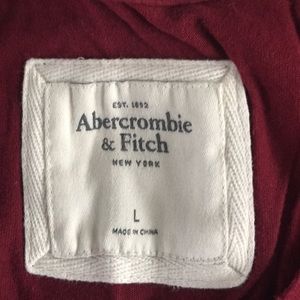 EST. 1892
Abercrombie
& Fitch
NEW YORK
L
MADE IN CHINA